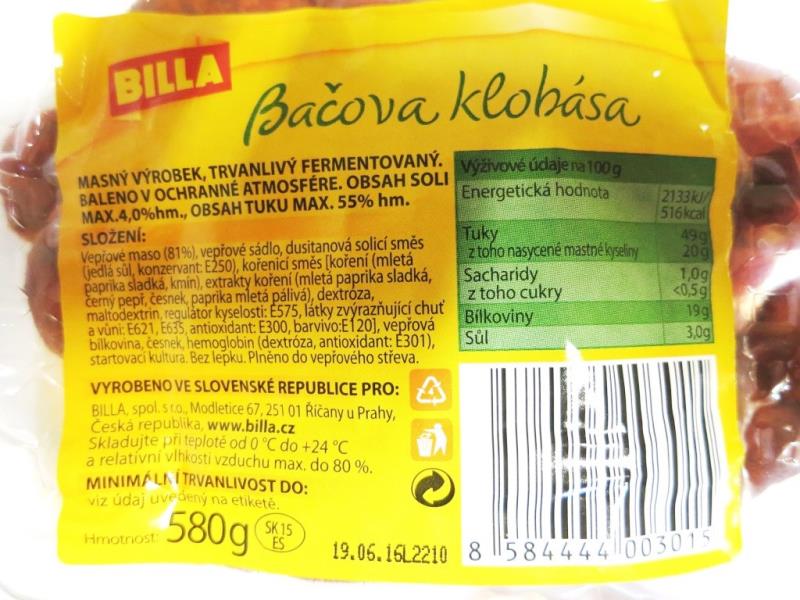 BILLA
Bačova klobása
MASNÝ VÝROBEK, TRVANLIVÝ FERMENTOVANÝ.
BALENO V OCHRANNÉ ATMOSFÉRE. OBSAH SOLI
MAX.4,0%hm., OBSAH TUKU MAX. 55% hm.
SLOŽENÍ:
Vepřové maso (81%), vepřové sádlo, dusitanová solicí směs
(jedlá sůl, konzervant: E250), kořenicí směs [koření (mletá
paprika sladká, kmín), extrakty koření (mletá paprika sladká,
černý pepř, česnek, paprika mletá pálivá), dextróza,
maltodextrin, regulátor kyselosti: E575, látky zvýrazňující chuť
a vůni: E621, E635, antioxidant: E300, barvivo:E120], vepřová
bílkovina, česnek, hemoglobin (dextróza, antioxidant: E301),
startovací kultura. Bez lepku. Plněno do vepřového střeva.
VYROBENO VE SLOVENSKÉ REPUBLICE PRO:
BILLA, spol. s r.o., Modletice 67, 251 01 Říčany u Prahy,
Česká republika, www.billa.cz
Skladujte při teplotě od 0 °C do +24 °C
a relativní vlhkosti vzduchu max. do 80 %.
MINIMÁLNÍ TRVANLIVOST DO:
viz údaj uvedený na etiketě.
Hmotnost: 580g
SK 15
ES
19.06.16L2210
Výživové údaje na 100 g
Energetická hodnota 2133 kJ/
516 kcal
Tuky 49 g
z toho nasycené mastné kyseliny 20 g
Sacharidy 1,0 g
z toho cukry <0,5 g
Bílkoviny 19 g
Sůl 3,0 g
8 584444 003015